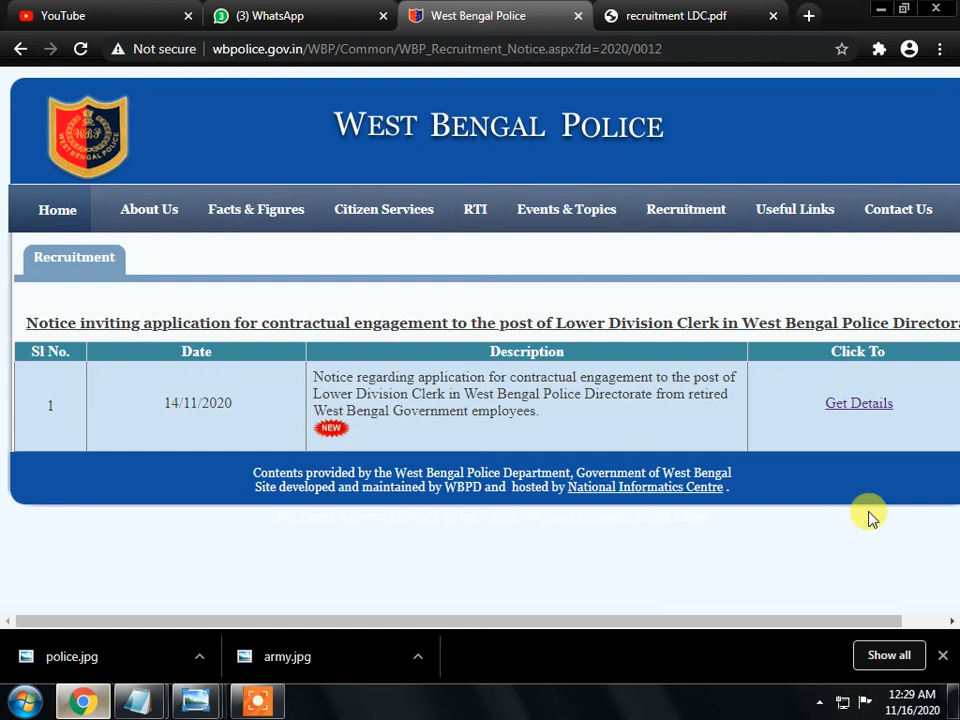 YouTube
(3) WhatsApp
West Bengal Police
recruitment LDC.pdf
Not secure
wbpolice.gov.in/WBP/Common/WBP_Recruitment_Notice.aspx?Id=2020/0012
WBP
WEST BENGAL POLICE
WEST BENGAL POLICE
Home About Us Facts & Figures Citizen Services RTI Events & Topics Recruitment Useful Links Contact Us
Recruitment
Notice inviting application for contractual engagement to the post of Lower Division Clerk in West Bengal Police Directora
Sl No. Date Description Click To
1 14/11/2020
Notice regarding application for contractual engagement to the post of
Lower Division Clerk in West Bengal Police Directorate from retired
West Bengal Government employees.
NEW
Get Details
Contents provided by the West Bengal Police Department, Government of West Bengal
Site developed and maintained by WBPD and hosted by National Informatics Centre .
police.jpg
army.jpg
Show all
12:29 AM
11/16/2020